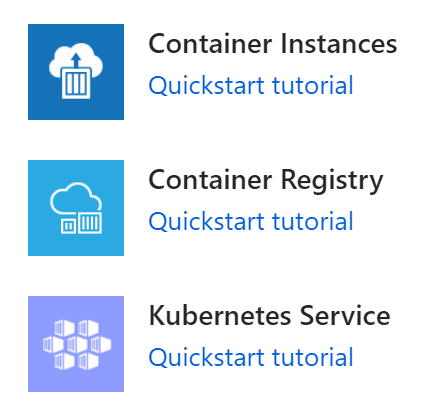 Container Instances
Quickstart tutorial
Container Registry
Quickstart tutorial
Kubernetes Service
Quickstart tutorial